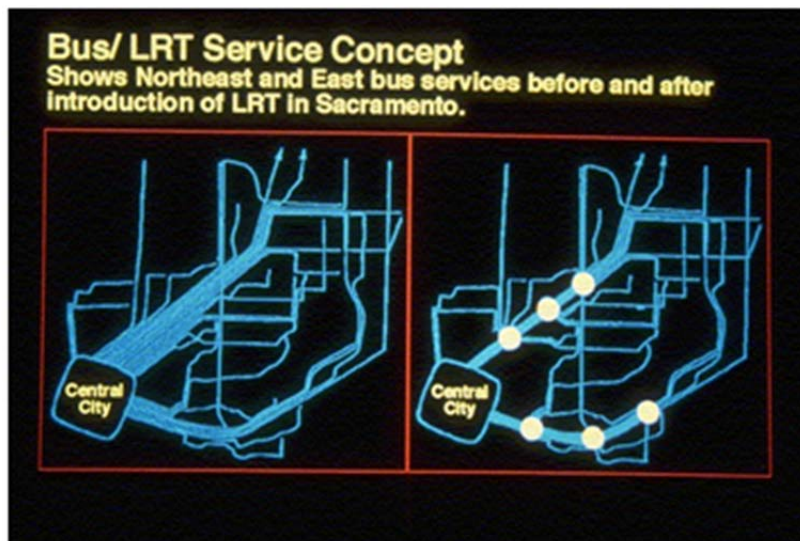 Bus/ LRT Service Concept
Shows Northeast and East bus services before and after
introduction of LRT in Sacramento.
Central
City
Central
City